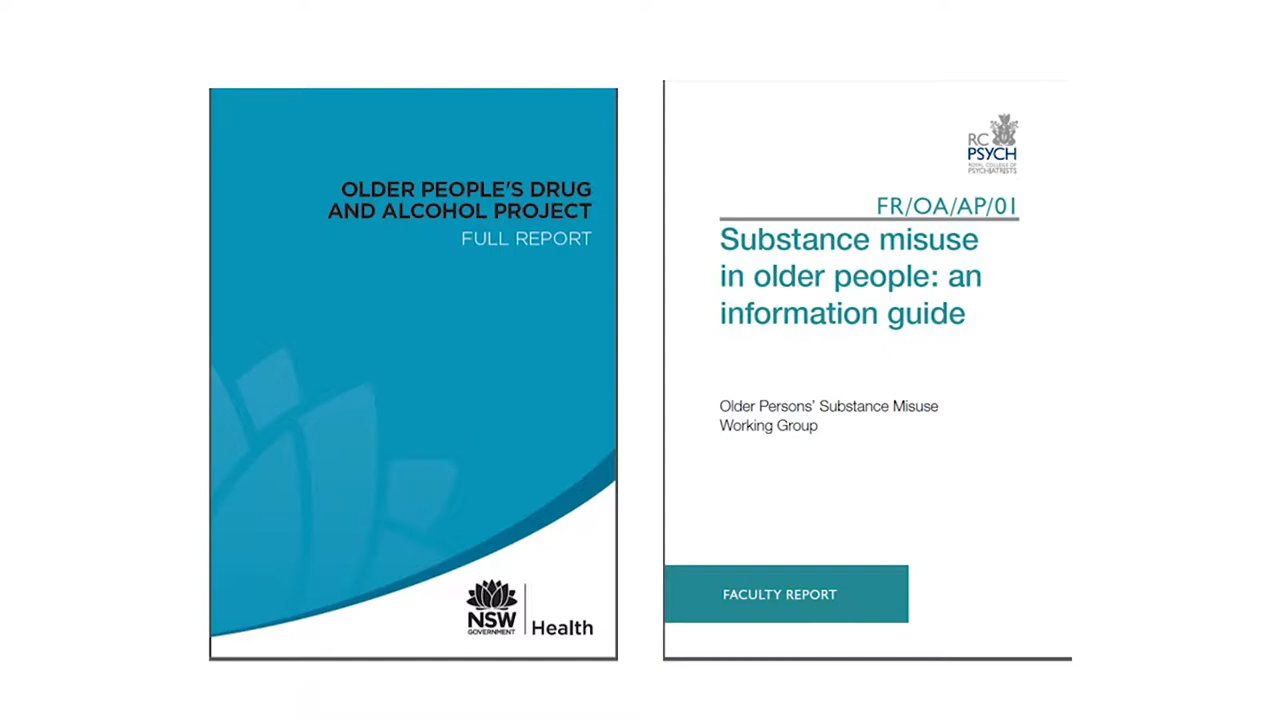 OLDER PEOPLE'S DRUG
AND ALCOHOL PROJECT
FULL REPORT
NSW
GOVERNMENT
Health
RC
PSYCH
ROYAL COLLEGE OF
PSYCHIATRISTS
FR/OA/AP/01
Substance misuse
in older people: an
information guide
Older Persons' Substance Misuse
Working Group
FACULTY REPORT